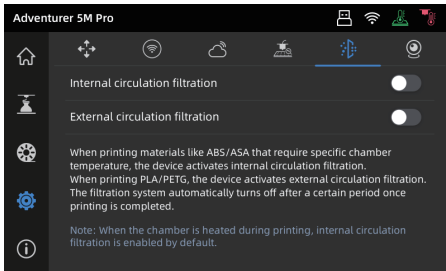 Adventurer 5M Pro
Internal circulation filtration
External circulation filtration
When printing materials like ABS/ASA that require specific chamber
temperature, the device activates internal circulation filtration.
When printing PLA/PETG, the device activates external circulation filtration.
The filtration system automatically turns off after a certain period once
printing is completed.
Note: When the chamber is heated during printing, internal circulation
filtration is enabled by default.